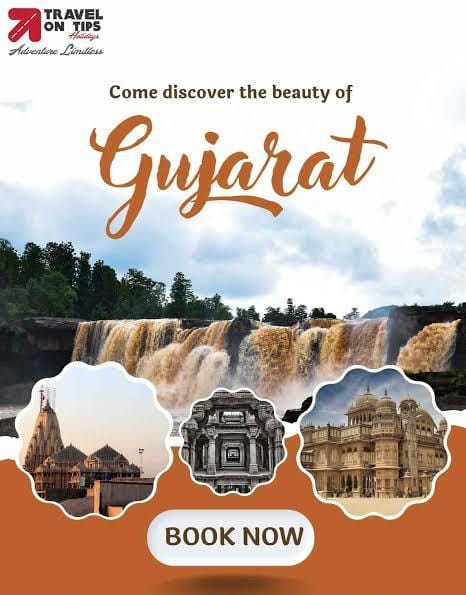 TRAVEL
ON TIPS
Holidays
Adventure Limitless
Come discover the beauty of
Gujarat
BOOK NOW